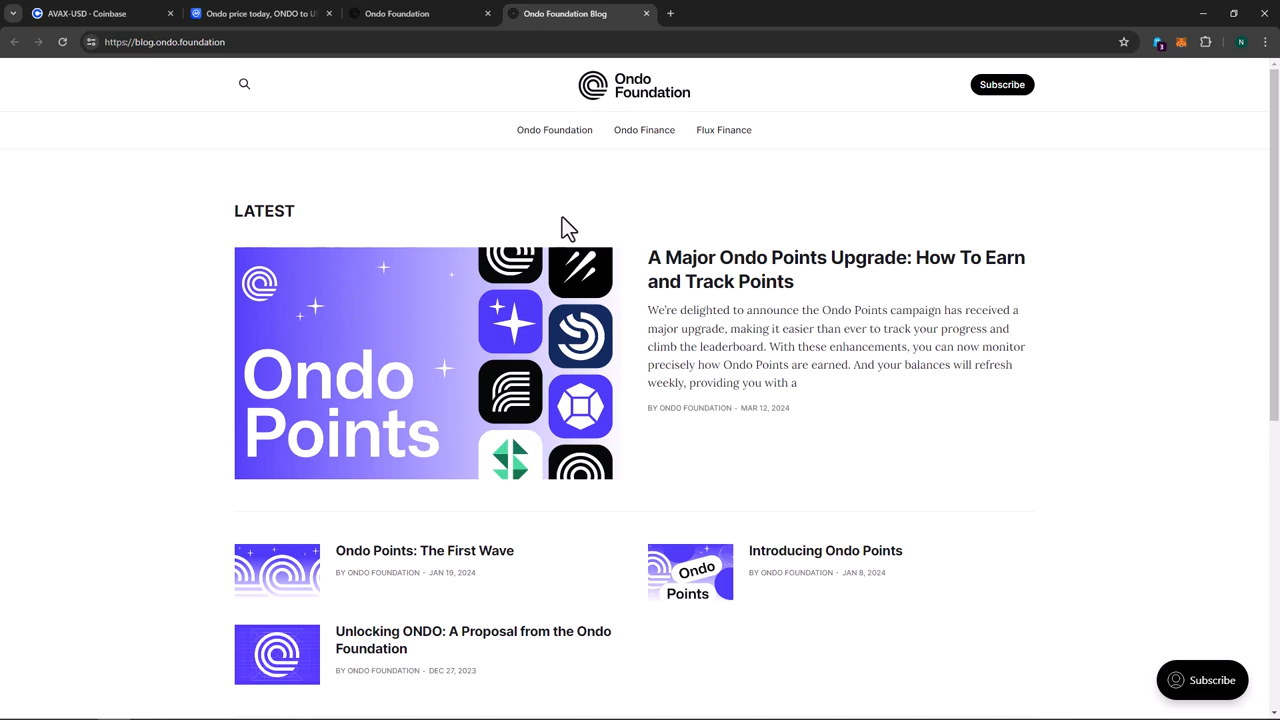 AVAX-USD - Coinbase
Ondo price today, ONDO to US
Ondo Foundation
Ondo Foundation Blog
https://blog.ondo.foundation
3
N
Ondo
Foundation
Subscribe
Ondo Foundation
Ondo Finance
Flux Finance
LATEST
Ondo
Points
A Major Ondo Points Upgrade: How To Earn
and Track Points
We’re delighted to announce the Ondo Points campaign has received a
major upgrade, making it easier than ever to track your progress and
climb the leaderboard. With these enhancements, you can now monitor
precisely how Ondo Points are earned. And your balances will refresh
weekly, providing you with a
BY ONDO FOUNDATION • MAR 12, 2024
Ondo Points: The First Wave
BY ONDO FOUNDATION • JAN 19, 2024
Ondo
Points
Introducing Ondo Points
BY ONDO FOUNDATION • JAN 8, 2024
Unlocking ONDO: A Proposal from the Ondo
Foundation
BY ONDO FOUNDATION • DEC 27, 2023
Subscribe